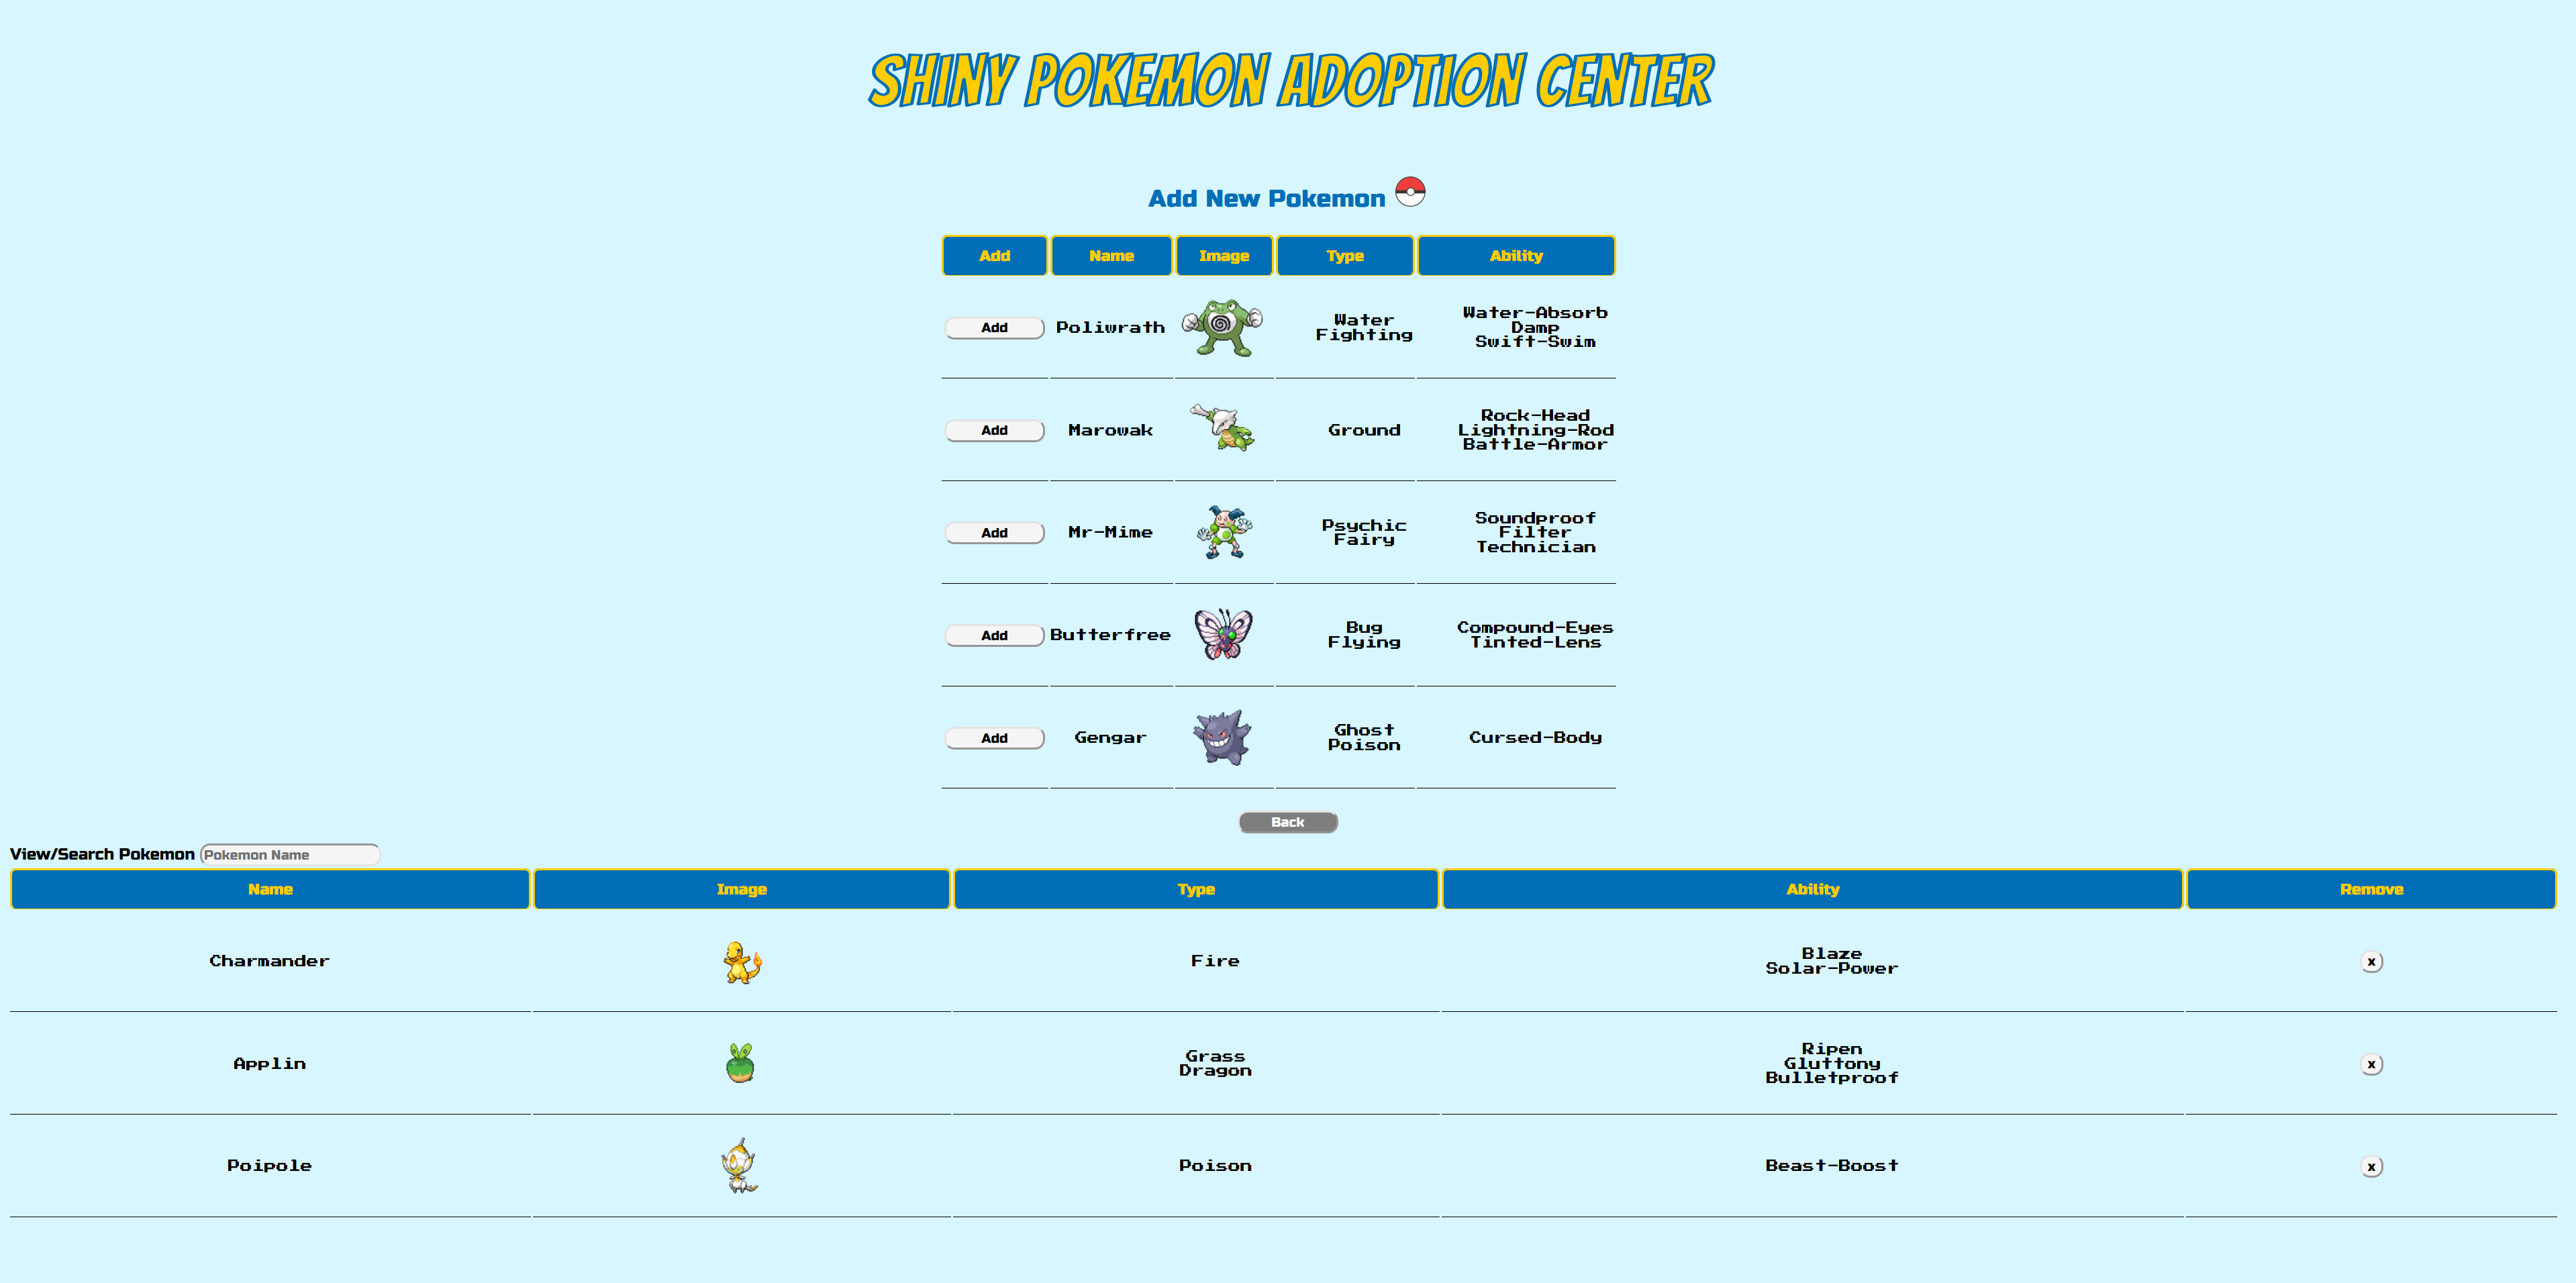 SHINY POKEMON ADOPTION CENTER
Add New Pokemon
Add Name Image Type Ability
Add Poliwrath Water Fighting Water-Absorb Damp Swift-Swim
Add Marowak Ground Rock-Head Lightning-Rod Battle-Armor
Add Mr-Mime Psychic Fairy Soundproof Filter Technician
Add Butterfree Bug Flying Compound-Eyes Tinted-Lens
Add Gengar Ghost Poison Cursed-Body
Back
View/Search Pokemon Pokemon Name
Name Image Type Ability Remove
Charmander Fire Blaze Solar-Power x
Applin Grass Dragon Ripen Gluttony Bulletproof x
Poipole Poison Beast-Boost x